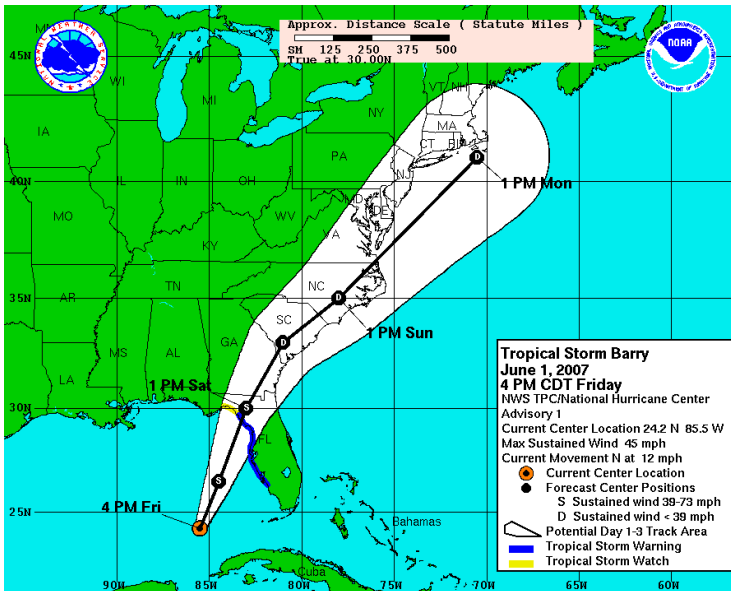 Approx. Distance Scale ( Statute Miles )
SM 125 250 375 500
True at 30.00N
NOAA
45N
40N
35N
30N
25N
90W
85W
80W
75W
70W
65W
60W
MN
WI
MI
IA
IL
IN
OH
PA
NY
VT
NH
MA
CT
RI
NJ
MD
DE
MO
KY
WV
VA
TN
NC
AR
SC
MS
AL
GA
LA
FL
Bahamas
Cuba
D
1 PM Mon
D
1 PM Sun
D
1 PM Sat
S
S
4 PM Fri
Tropical Storm Barry
June 1, 2007
4 PM CDT Friday
NWS TPC/National Hurricane Center
Advisory 1
Current Center Location 24.2 N 85.5 W
Max Sustained Wind 45 mph
Current Movement N at 12 mph
Current Center Location
Forecast Center Positions
S Sustained wind 39-73 mph
D Sustained wind < 39 mph
Potential Day 1-3 Track Area
Tropical Storm Warning
Tropical Storm Watch